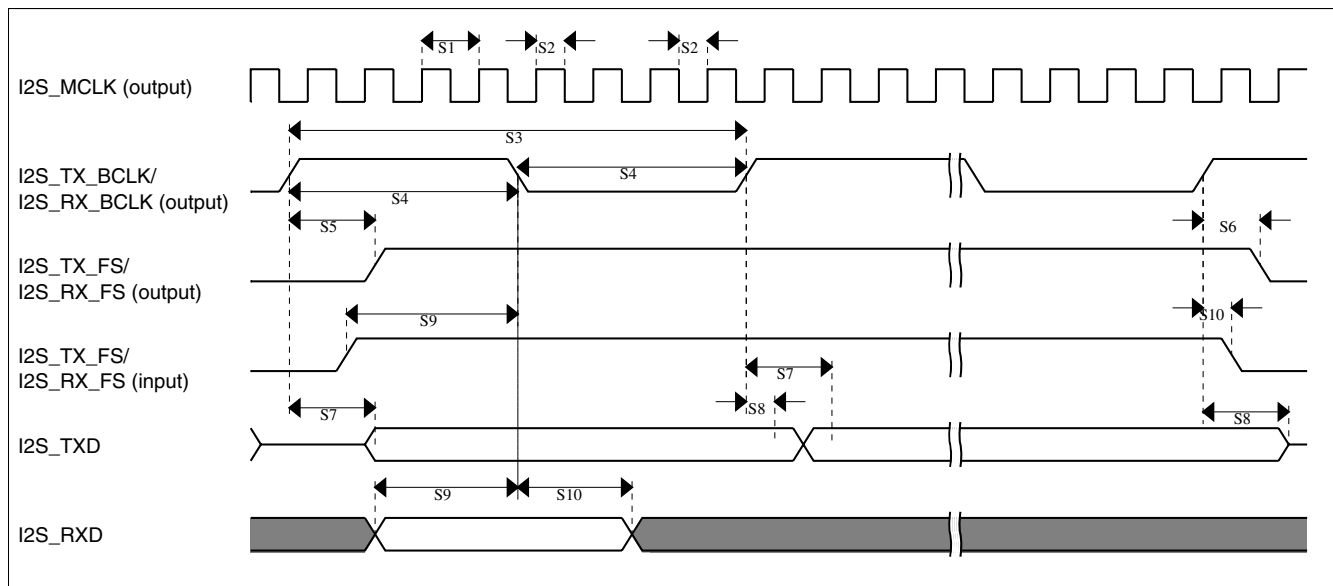 S1
S2
S2
I2S_MCLK (output)
S3
I2S_TX_BCLK/
I2S_RX_BCLK (output)
S4
S4
S5
S6
I2S_TX_FS/
I2S_RX_FS (output)
S9
S10
I2S_TX_FS/
I2S_RX_FS (input)
S7
S7
S8
S8
I2S_TXD
S9
S10
I2S_RXD